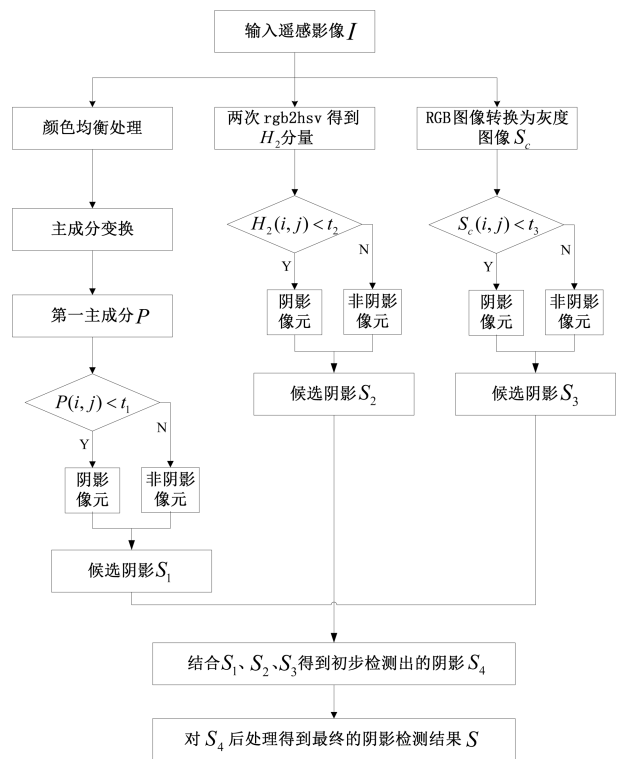 输入遥感影像I
颜色均衡处理
两次rgb2hsv得到
H₂分量
RGB图像转换为灰度
图像S_c
主成分变换
H₂(i, j)<t₂
S_c(i, j)<t₃
Y
N
Y
N
第一主成分P
阴影
像元
非阴影
像元
阴影
像元
非阴影
像元
P(i, j)<t₁
候选阴影S₂
候选阴影S₃
Y
N
阴影
像元
非阴影
像元
候选阴影S₁
结合S₁、S₂、S₃得到初步检测出的阴影S₄
对S₄后处理得到最终的阴影检测结果S